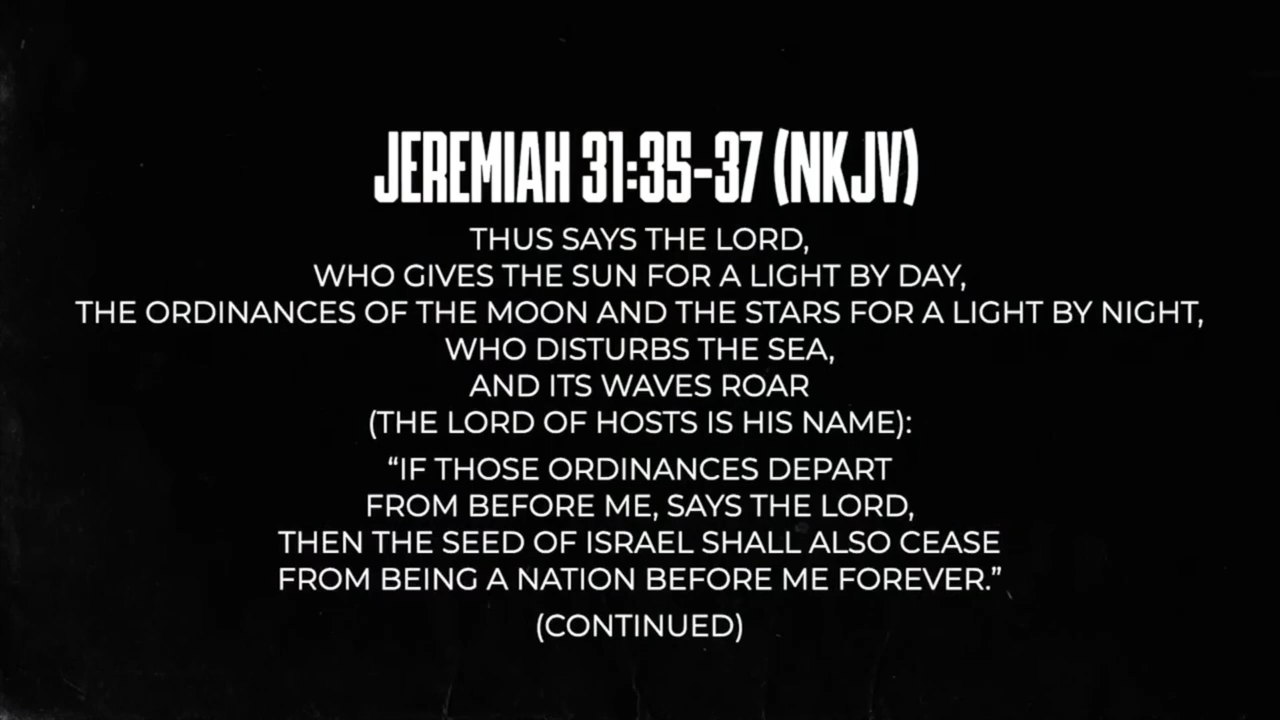 JEREMIAH 31:35-37 (NKJV)
THUS SAYS THE LORD,
WHO GIVES THE SUN FOR A LIGHT BY DAY,
THE ORDINANCES OF THE MOON AND THE STARS FOR A LIGHT BY NIGHT,
WHO DISTURBS THE SEA,
AND ITS WAVES ROAR
(THE LORD OF HOSTS IS HIS NAME):
“IF THOSE ORDINANCES DEPART
FROM BEFORE ME, SAYS THE LORD,
THEN THE SEED OF ISRAEL SHALL ALSO CEASE
FROM BEING A NATION BEFORE ME FOREVER.”
(CONTINUED)